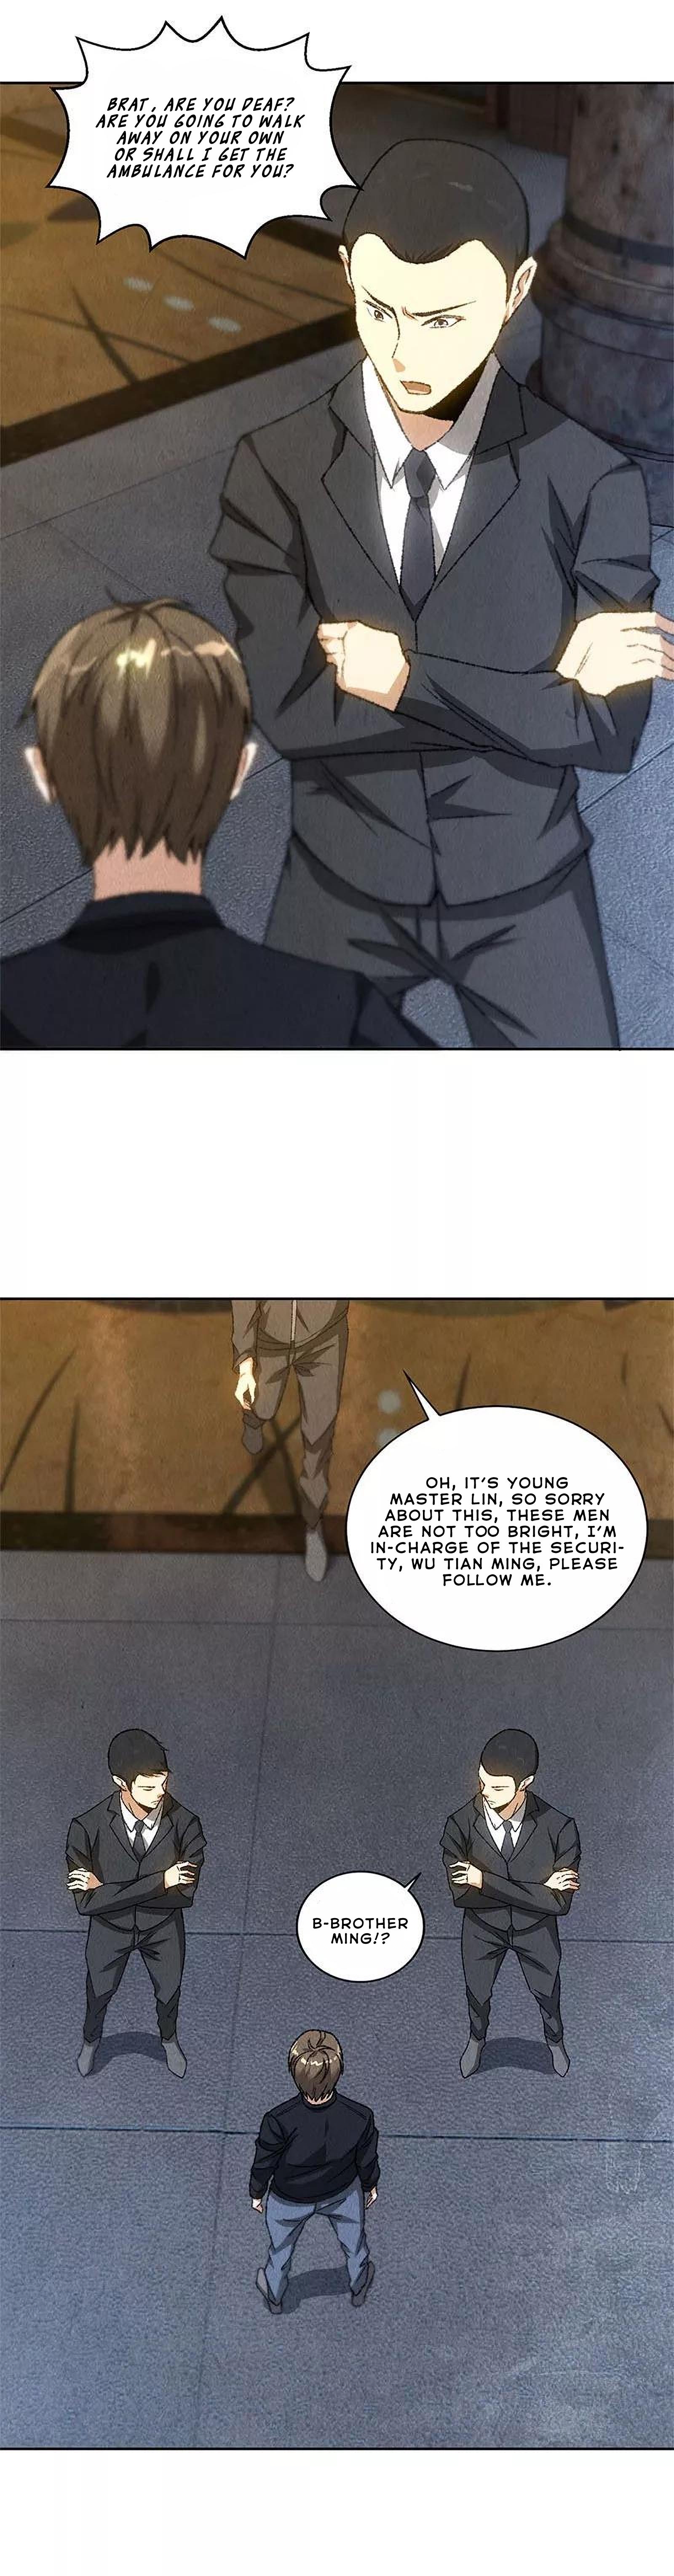 BRAT, ARE YOU DEAF?
ARE YOU GOING TO WALK
AWAY ON YOUR OWN
OR SHALL I GET THE
AMBULANCE FOR YOU?
OH, IT'S YOUNG
MASTER LIN, SO SORRY
ABOUT THIS, THESE MEN
ARE NOT TOO BRIGHT, I'M
IN-CHARGE OF THE SECURI-
TY, WU TIAN MING, PLEASE
FOLLOW ME.
B-BROTHER
MING!?